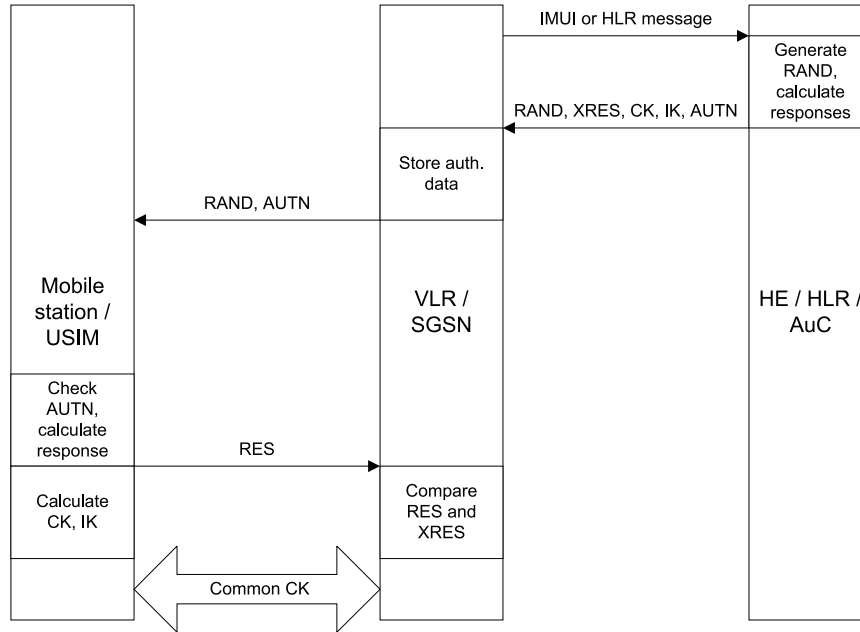 IMUI or HLR message
Generate
RAND,
calculate
responses
RAND, XRES, CK, IK, AUTN
Store auth.
data
RAND, AUTN
Mobile
station /
USIM
VLR /
SGSN
HE / HLR /
AuC
Check
AUTN,
calculate
response
RES
Calculate
CK, IK
Compare
RES and
XRES
Common CK